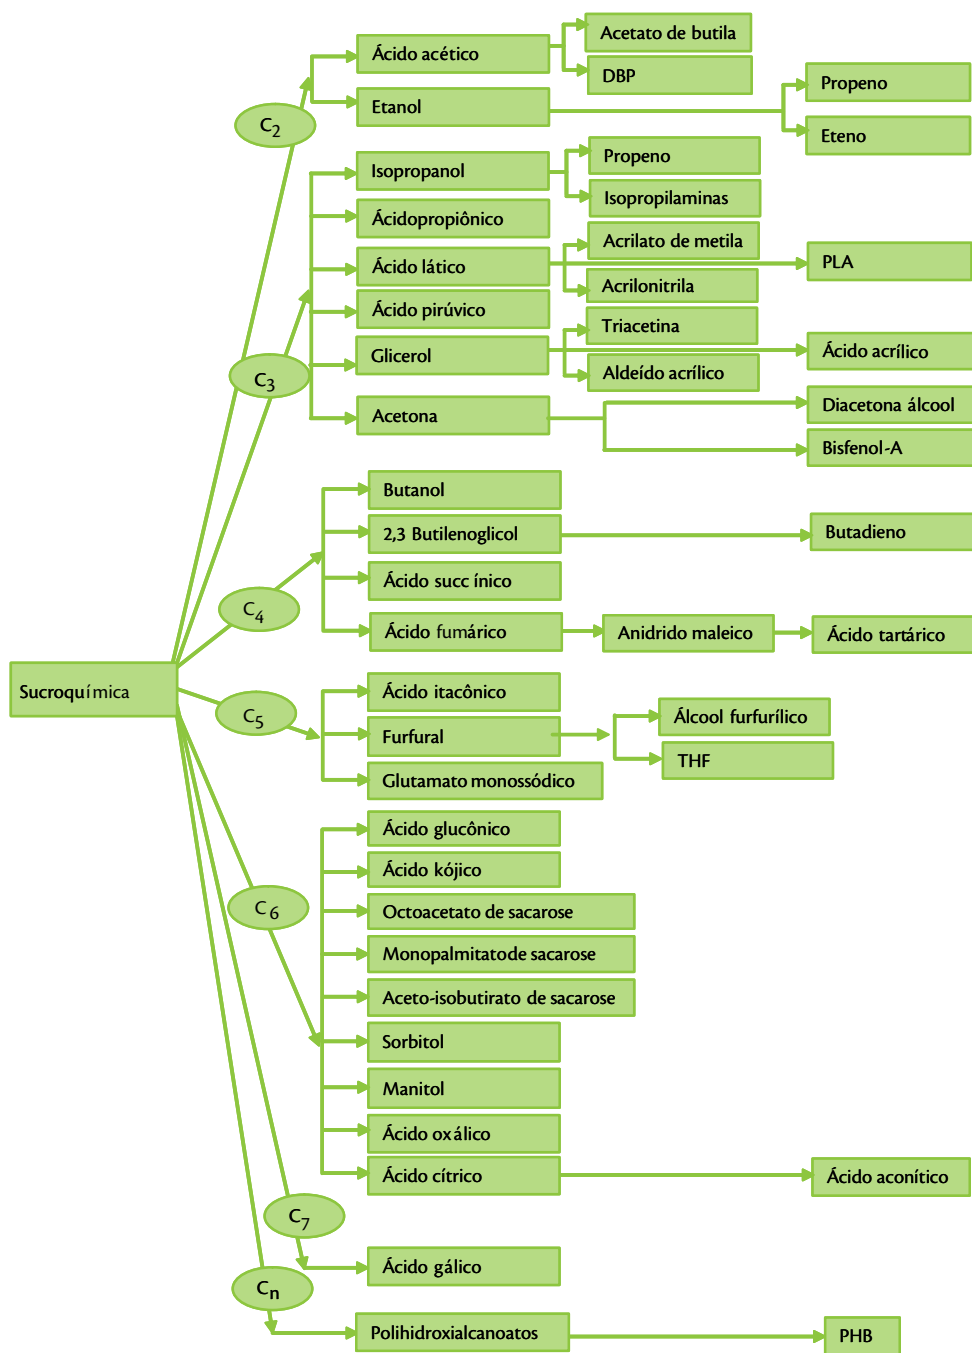 Ácido acético
Acetato de butila
DBP
Etanol
Propeno
Eteno
C2
Isopropanol
Propeno
Isopropilaminas
Ácidopropiônico
Ácido lático
Acrilato de metila
PLA
Acrilonitrila
Ácido pirúvico
Glicerol
Triacetina
Ácido acrílico
Aldeído acrílico
C3
Acetona
Diacetona álcool
Bisfenol-A
Butanol
2,3 Butilenoglicol
Butadieno
Ácido succ ínico
C4
Ácido fumárico
Anidrido maleico
Ácido tartárico
Sucroquímica
Ácido itacônico
C5
Furfural
Álcool furfurílico
THF
Glutamato monossódico
Ácido glucônico
Ácido kójico
C6
Octoacetato de sacarose
Monopalmitatode sacarose
Aceto-isobutirato de sacarose
Sorbitol
Manitol
Ácido oxálico
Ácido cítrico
Ácido aconítico
C7
Ácido gálico
Cn
Polihidroxialcanoatos
PHB